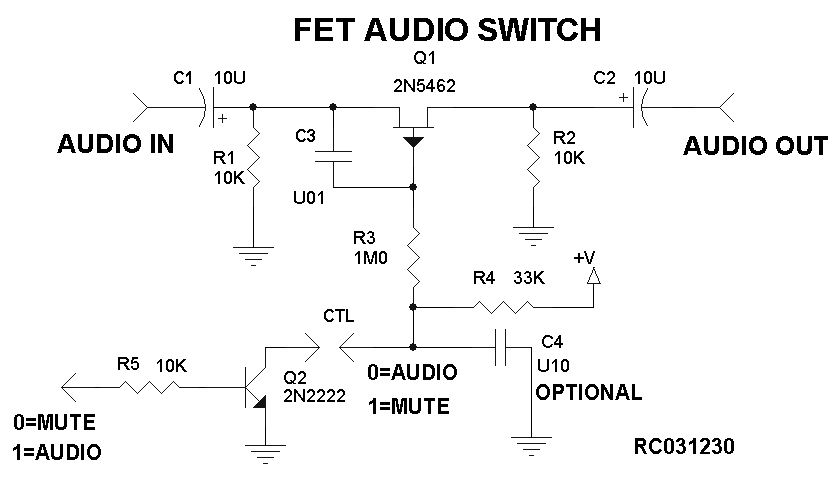 FET AUDIO SWITCH
Q1
2N5462
C1 10U
+
AUDIO IN
R1
10K
C3
U01
C2 10U
+
R2
10K
AUDIO OUT
R3
1M0
R4 33K
+V
CTL
C4
U10
OPTIONAL
0=AUDIO
1=MUTE
R5 10K
Q2
2N2222
0=MUTE
1=AUDIO
RC031230